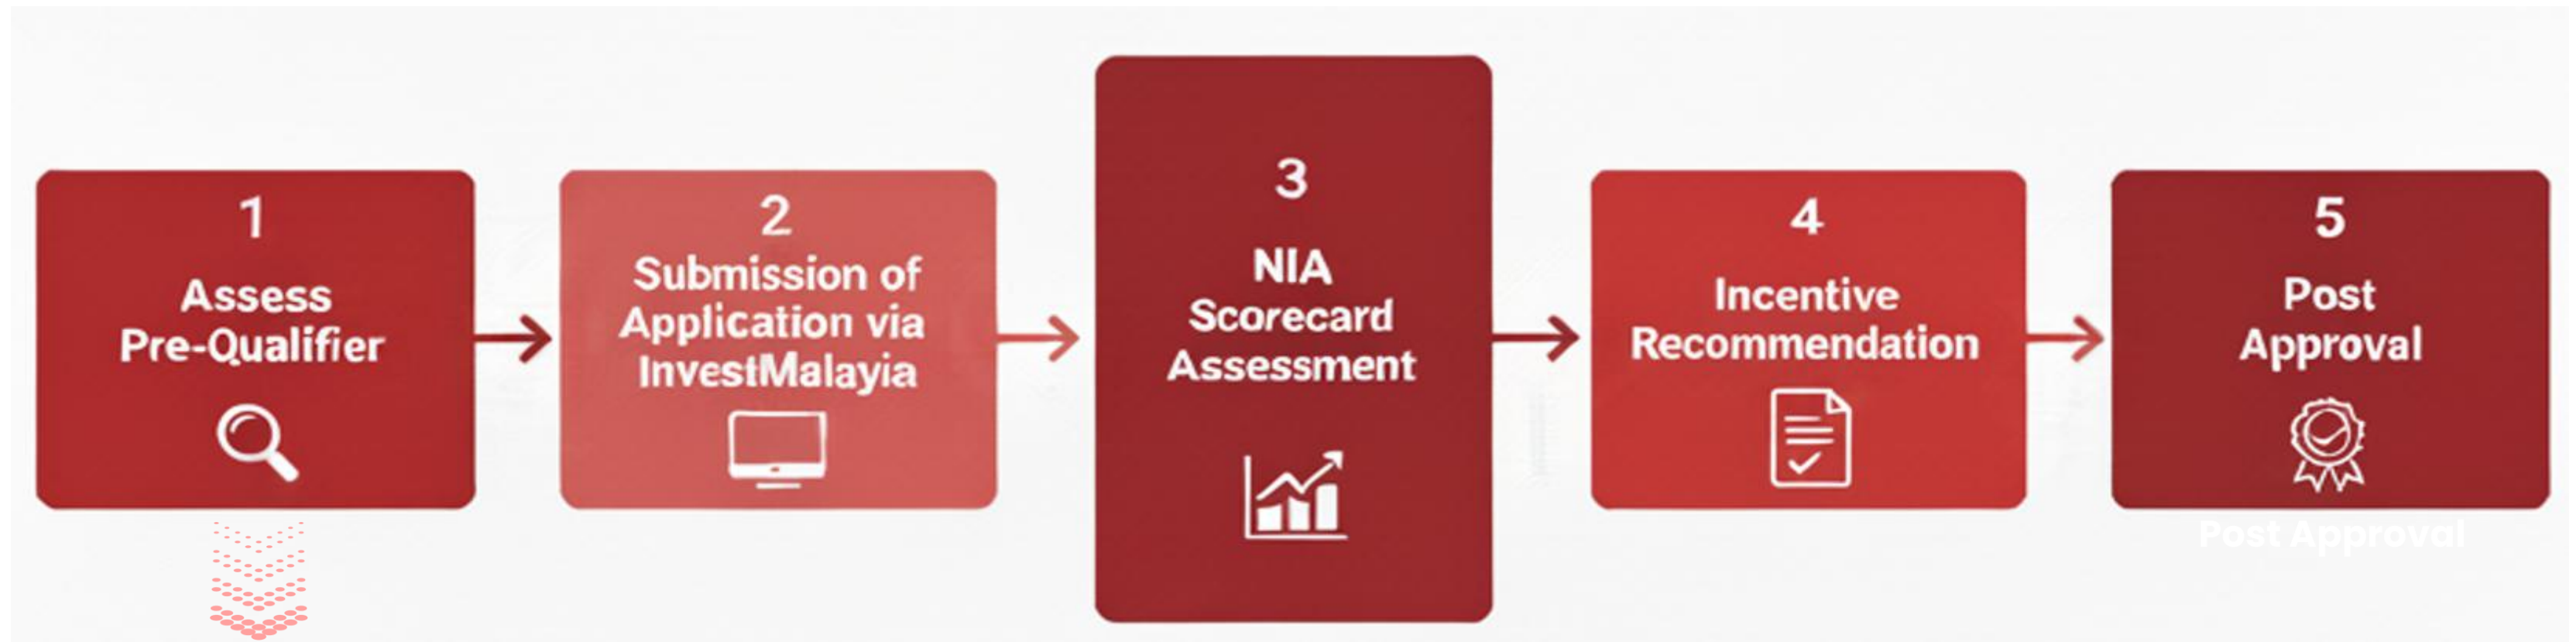 1
Assess
Pre-Qualifier
2
Submission of
Application via
InvestMalayia
3
NIA
Scorecard
Assessment
4
Incentive
Recommendation
5
Post
Approval
Post Approval